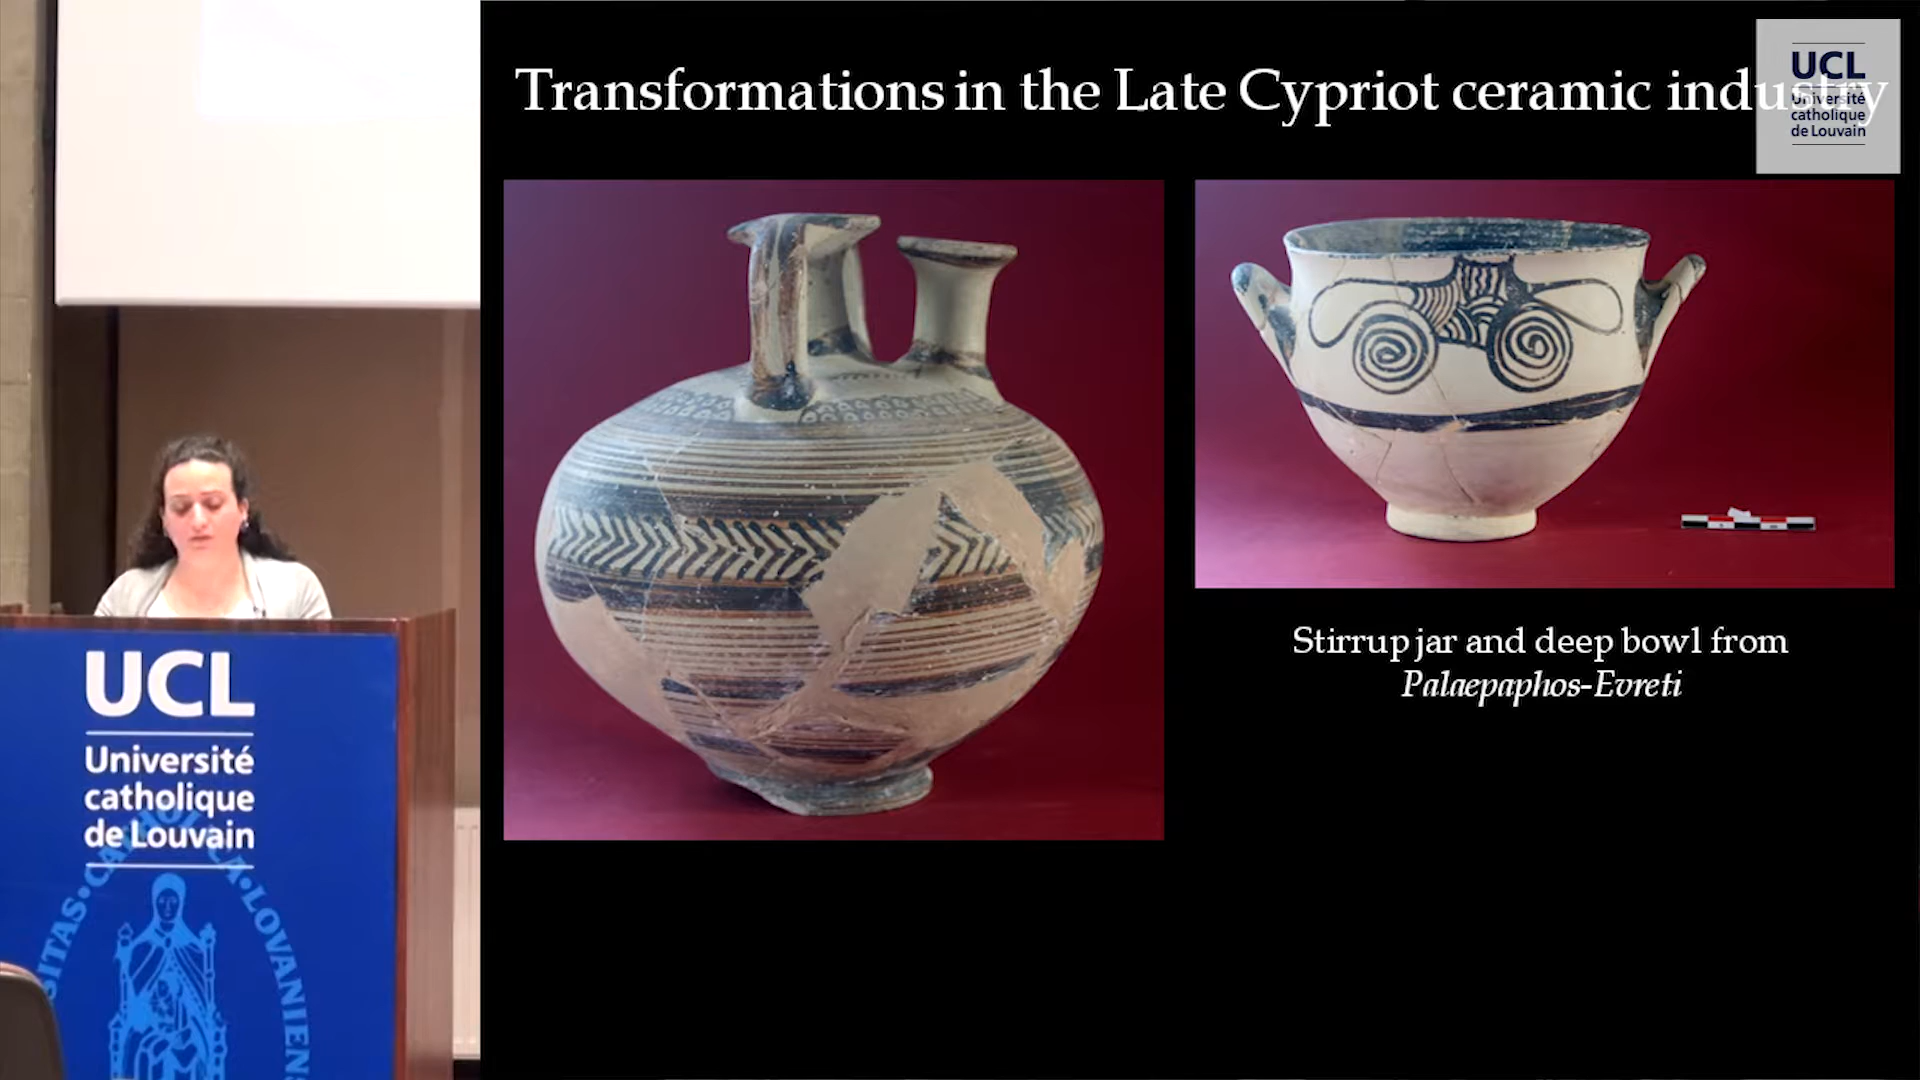 Transformations in the Late Cypriot ceramic industry
UCL
Université
catholique
de Louvain
Stirrup jar and deep bowl from
Palaepaphos-Evreti
UCL
Université
catholique
de Louvain